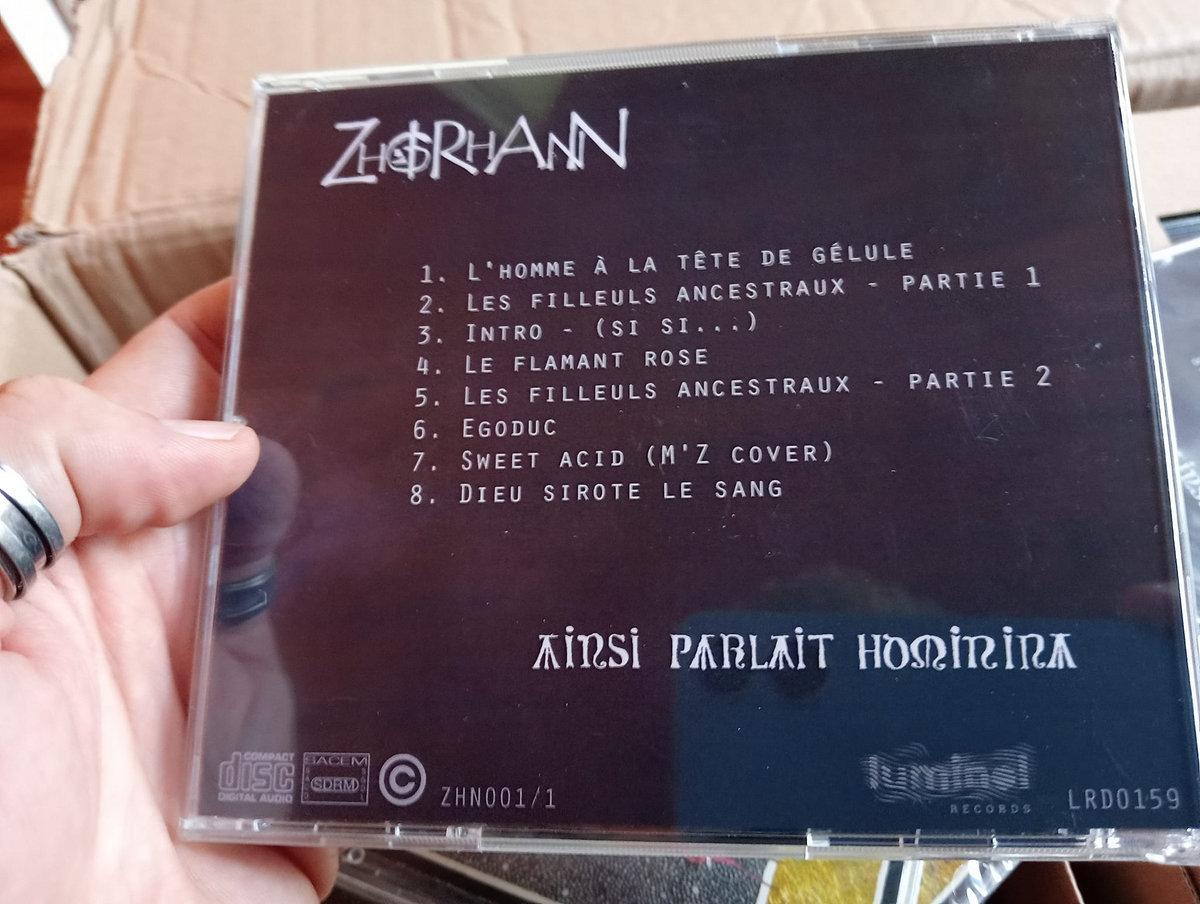 ZHORHANN
1. L'HOMME À LA TÊTE DE GÉLULE
2. LES FILLEULS ANCESTRAUX - PARTIE 1
3. INTRO - (SI SI...)
4. LE FLAMANT ROSE
5. LES FILLEULS ANCESTRAUX - PARTIE 2
6. EGODUC
7. SWEET ACID (M'Z COVER)
8. DIEU SIROTE LE SANG
AINSI PARLAIT HOMININA
COMPACT
disc
DIGITAL AUDIO
SACEM
SDRM
©
ZHN001/1
luminol
RECORDS
LRD0159